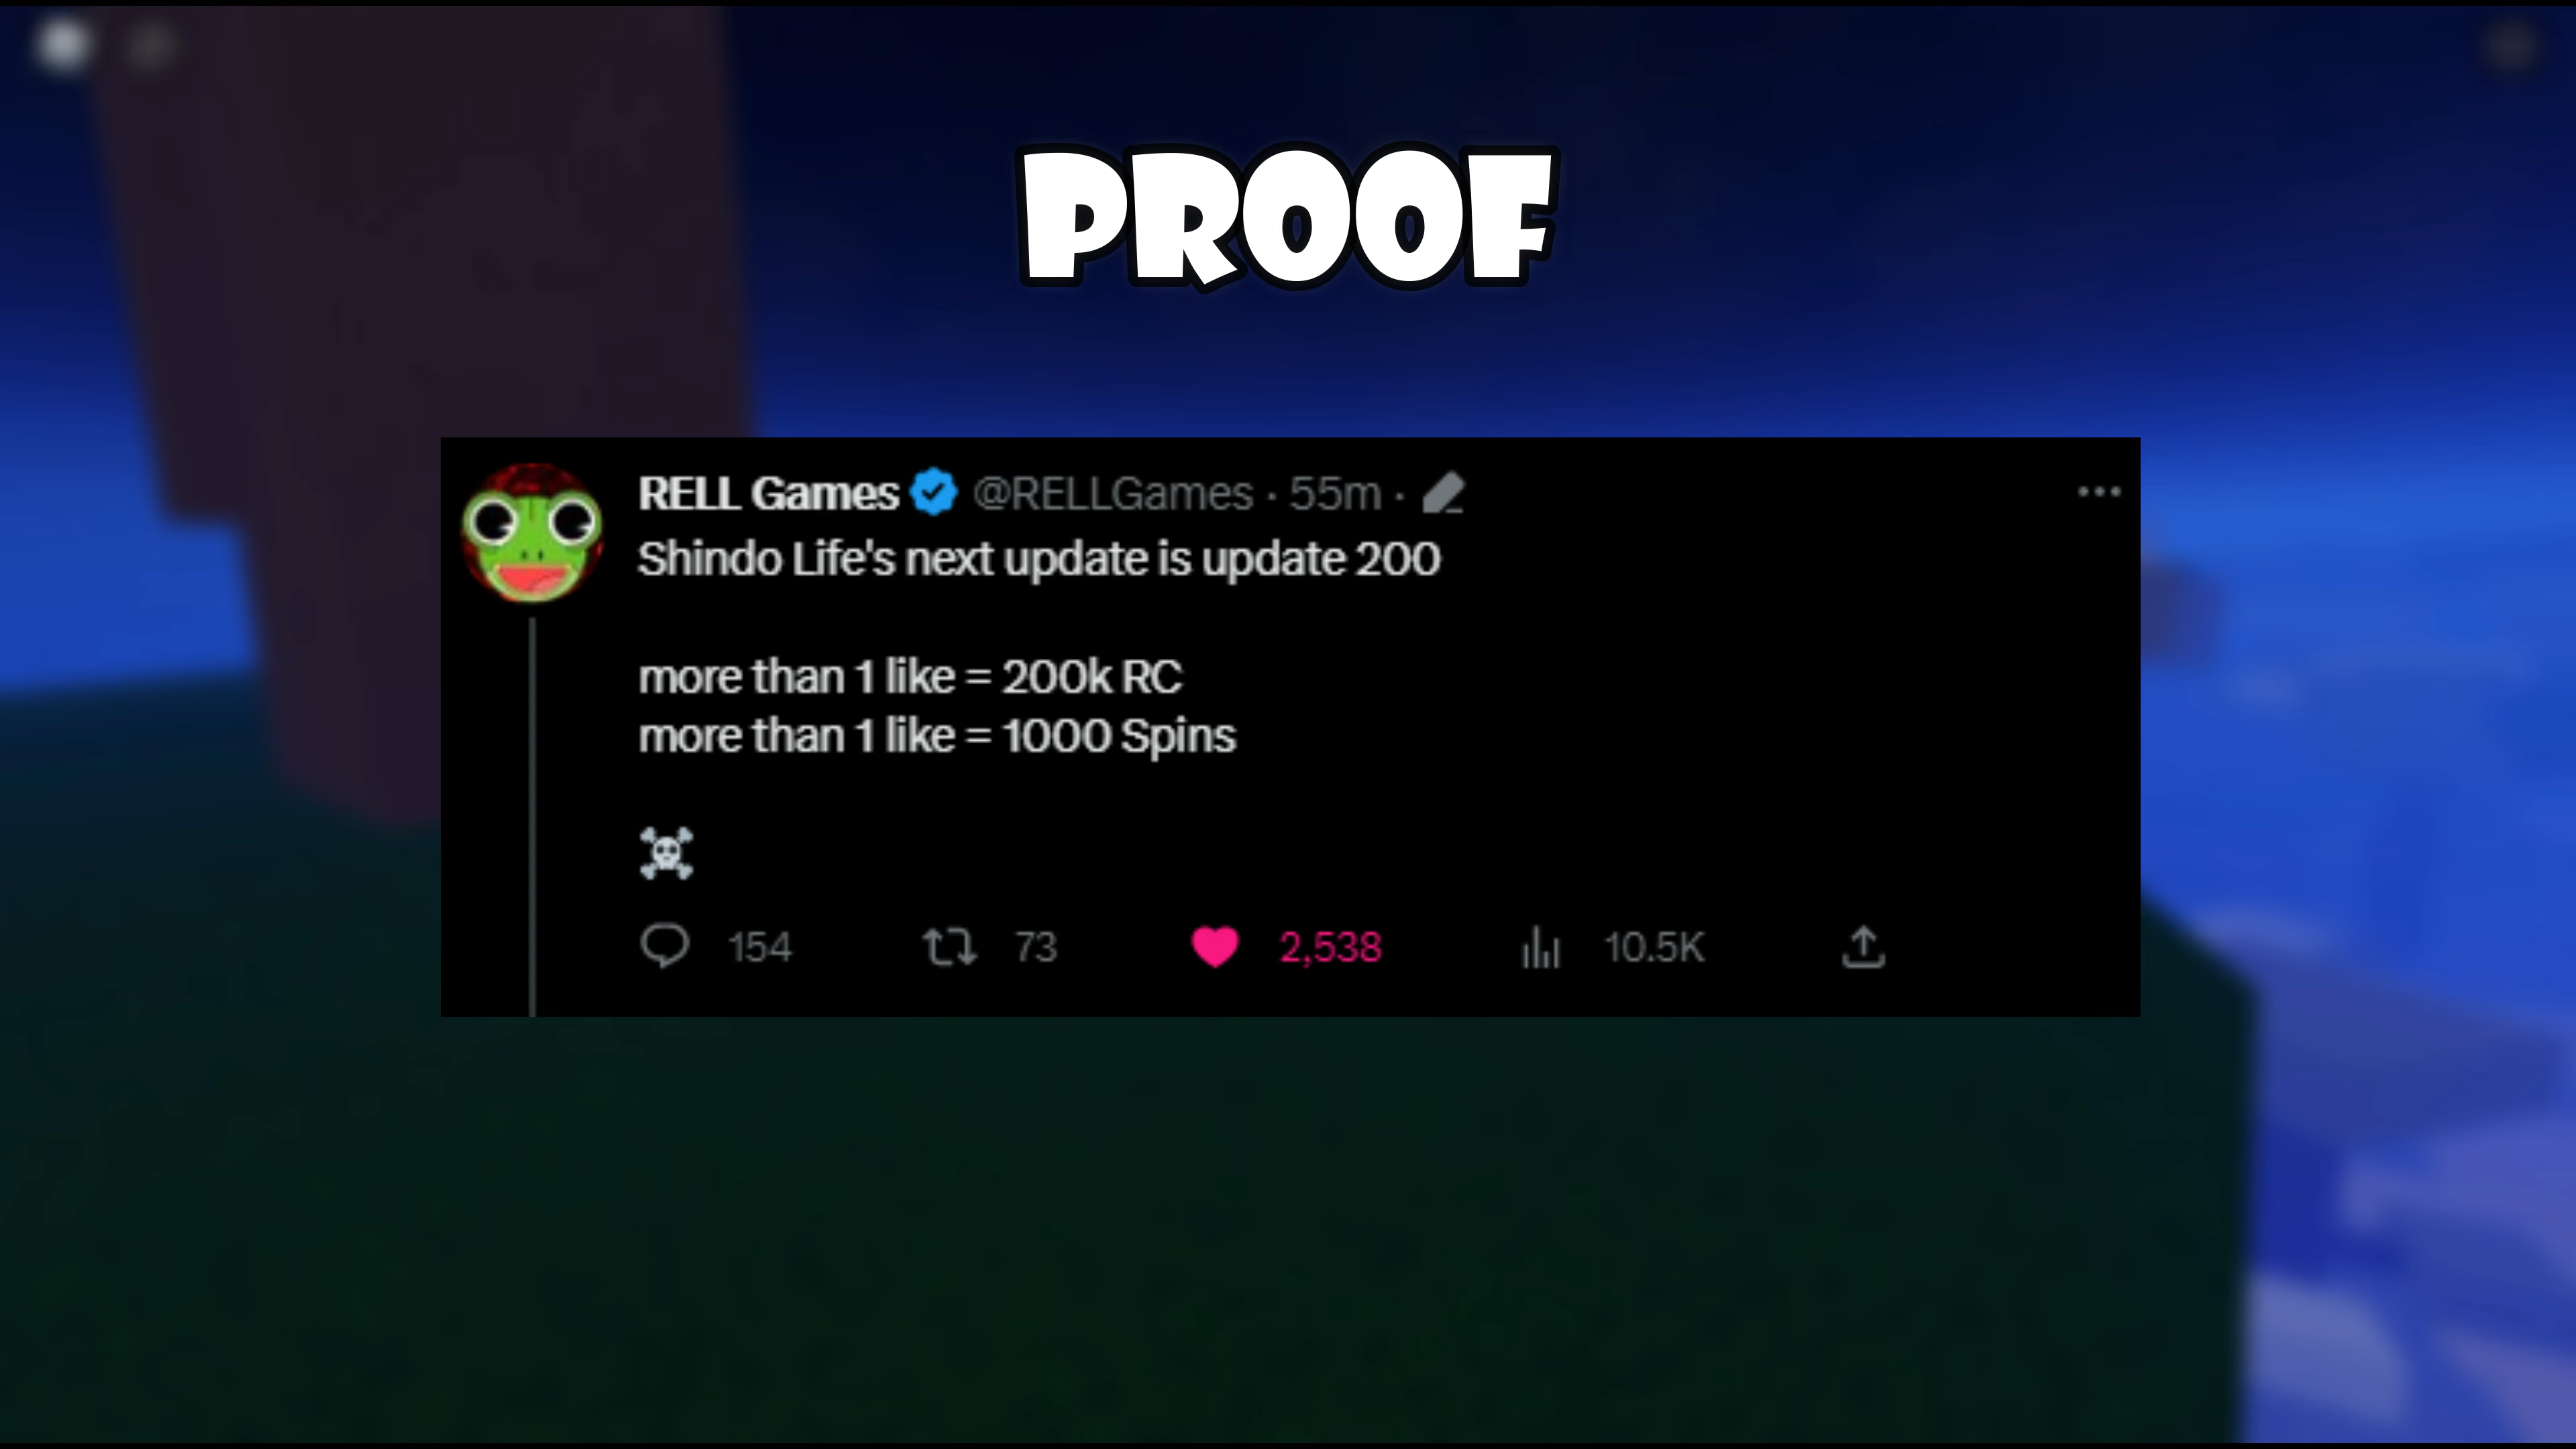 PROOF
RELL Games @RELLGames · 55m ·
Shindo Life's next update is update 200
more than 1 like = 200k RC
more than 1 like = 1000 Spins
☠️
154 73 2,538 10.5K